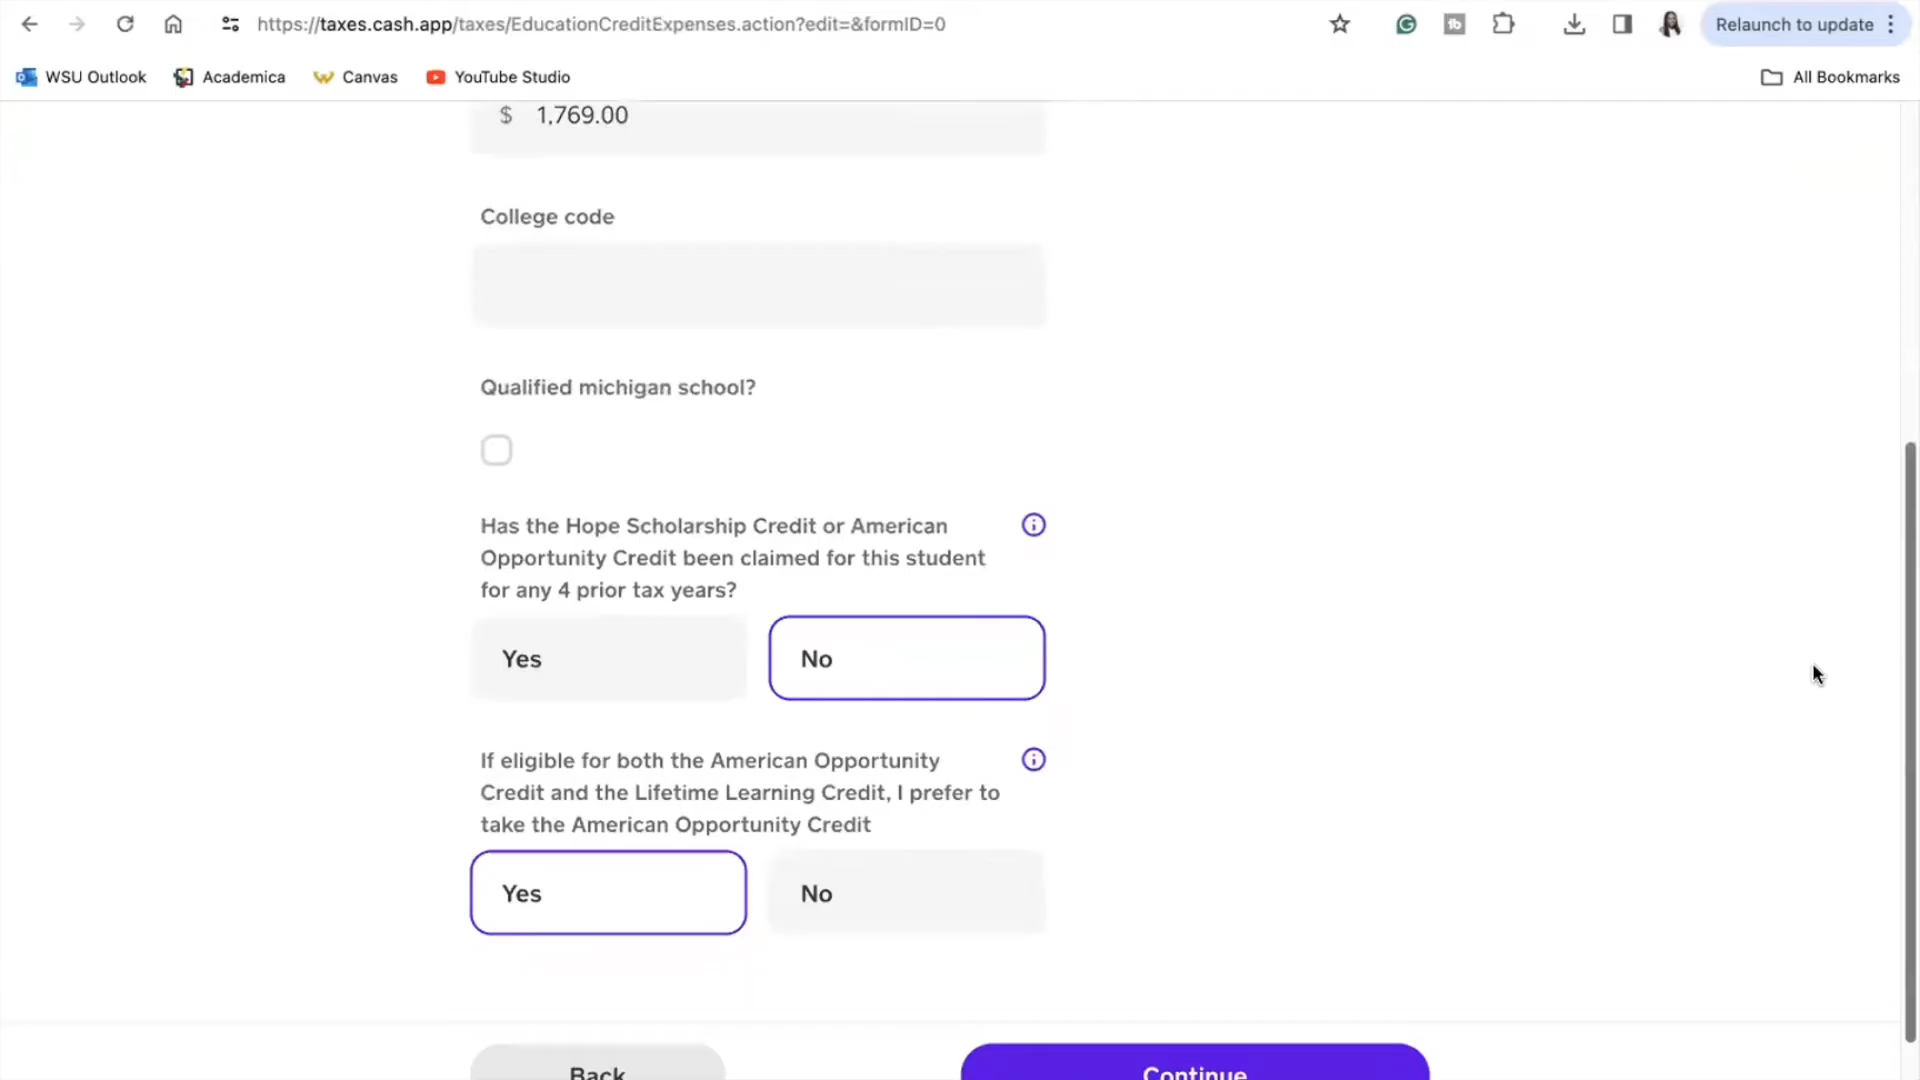 https://taxes.cash.app/taxes/EducationCreditExpenses.action?edit=&formID=0
Relaunch to update
WSU Outlook
Academica
Canvas
YouTube Studio
All Bookmarks
$ 1,769.00
College code
Qualified michigan school?
Has the Hope Scholarship Credit or American
Opportunity Credit been claimed for this student
for any 4 prior tax years?
Yes
No
If eligible for both the American Opportunity
Credit and the Lifetime Learning Credit, I prefer to
take the American Opportunity Credit
Yes
No
Back
Continue